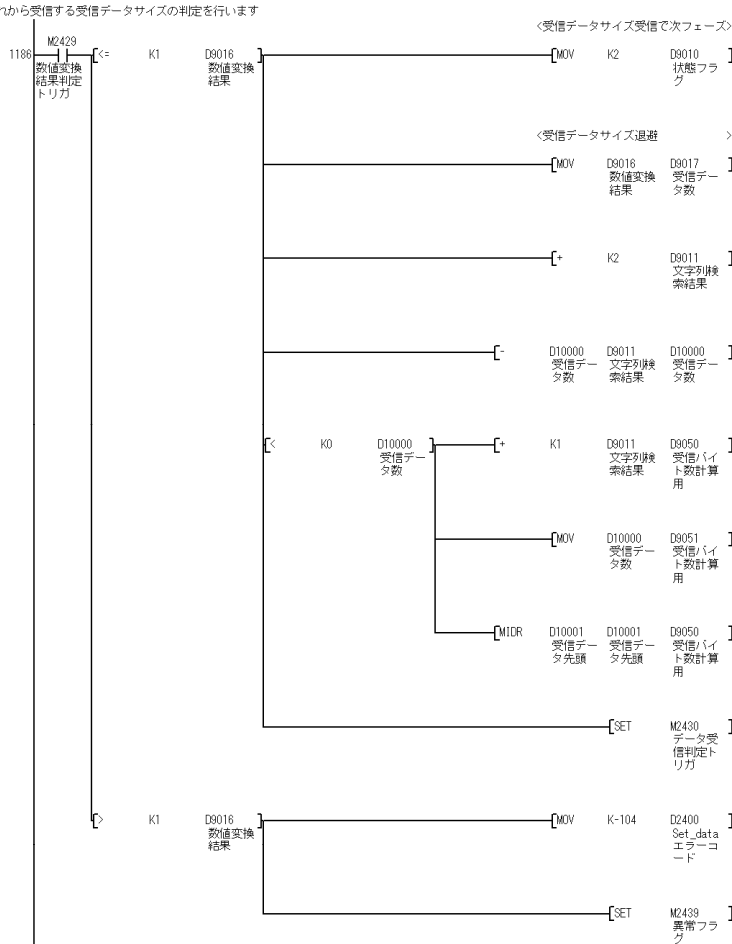 れから受信する受信データサイズの判定を行います
<受信データサイズ受信で次フェーズ>
1186 M2429 [<= K1 D9016 ] [MOV K2 D9010 ]
数値変換結果判定トリガ 数値変換結果 状態フラグ
<受信データサイズ退避 >
[MOV D9016 D9017 ]
数値変換結果 受信データ数
[+ K2 D9011 ]
文字列検索結果
[- D10000 D9011 D10000 ]
受信データ数 文字列検索結果 受信データ数
[< K0 D10000 ] [+ K1 D9011 D9050 ]
受信データ数 文字列検索結果 受信バイト数計算用
[MOV D10000 D9051 ]
受信データ数 受信バイト数計算用
[MIDR D10001 D10001 D9050 ]
受信データ先頭 受信データ先頭 受信バイト数計算用
[SET M2430 ]
データ受信判定トリガ
[> K1 D9016 ] [MOV K-104 D2400 ]
数値変換結果 Set_dataエラーコード
[SET M2439 ]
異常フラグ